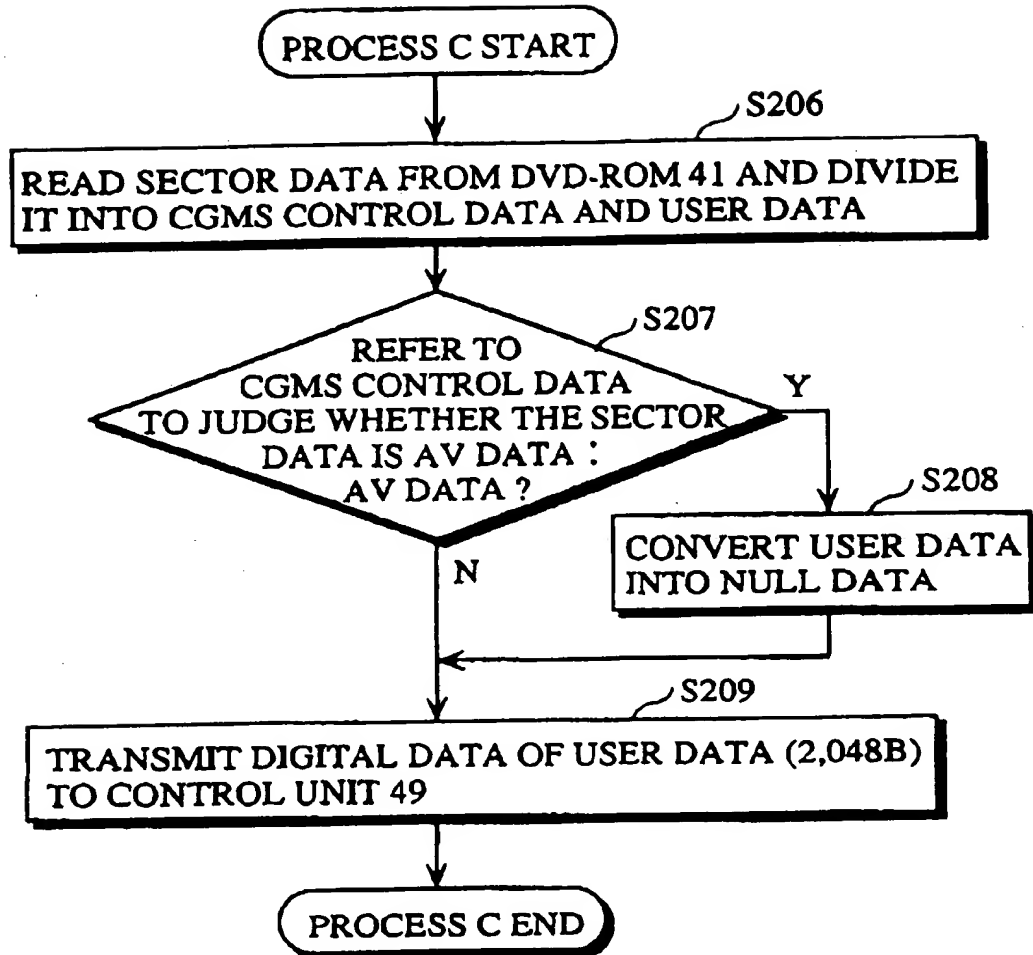 PROCESS C START
S206
READ SECTOR DATA FROM DVD-ROM 41 AND DIVIDE
IT INTO CGMS CONTROL DATA AND USER DATA
S207
REFER TO
CGMS CONTROL DATA
TO JUDGE WHETHER THE SECTOR
DATA IS AV DATA :
AV DATA ?
Y
S208
CONVERT USER DATA
INTO NULL DATA
N
S209
TRANSMIT DIGITAL DATA OF USER DATA (2,048B)
TO CONTROL UNIT 49
PROCESS C END